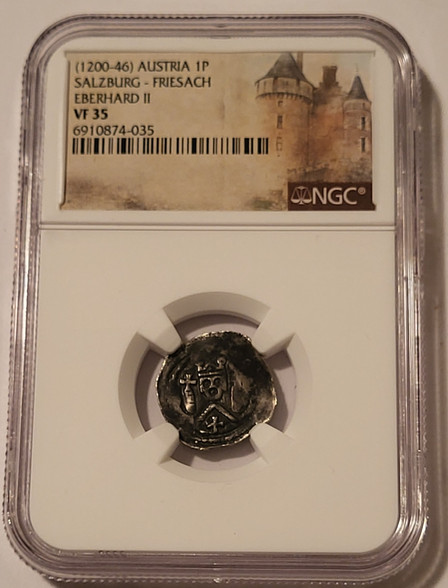 (1200-46) AUSTRIA 1P
SALZBURG - FRIESACH
EBERHARD II
VF 35
6910874-035
NGC®